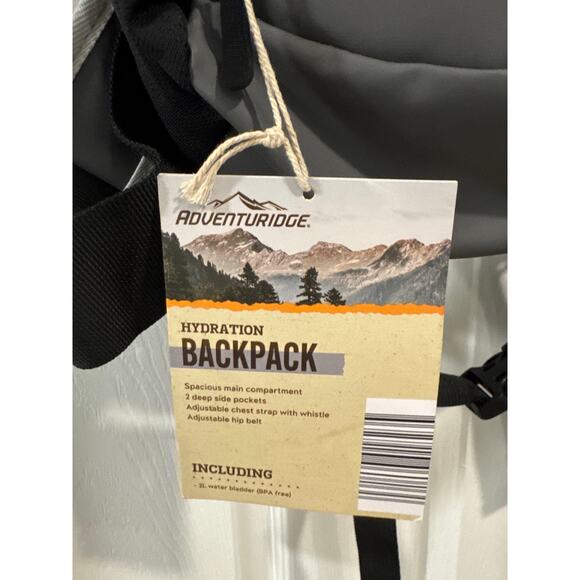 ADVENTURIDGE
HYDRATION
BACKPACK
Spacious main compartment
2 deep side pockets
Adjustable chest strap with whistle
Adjustable hip belt
INCLUDING
- 2L water bladder (BPA free)